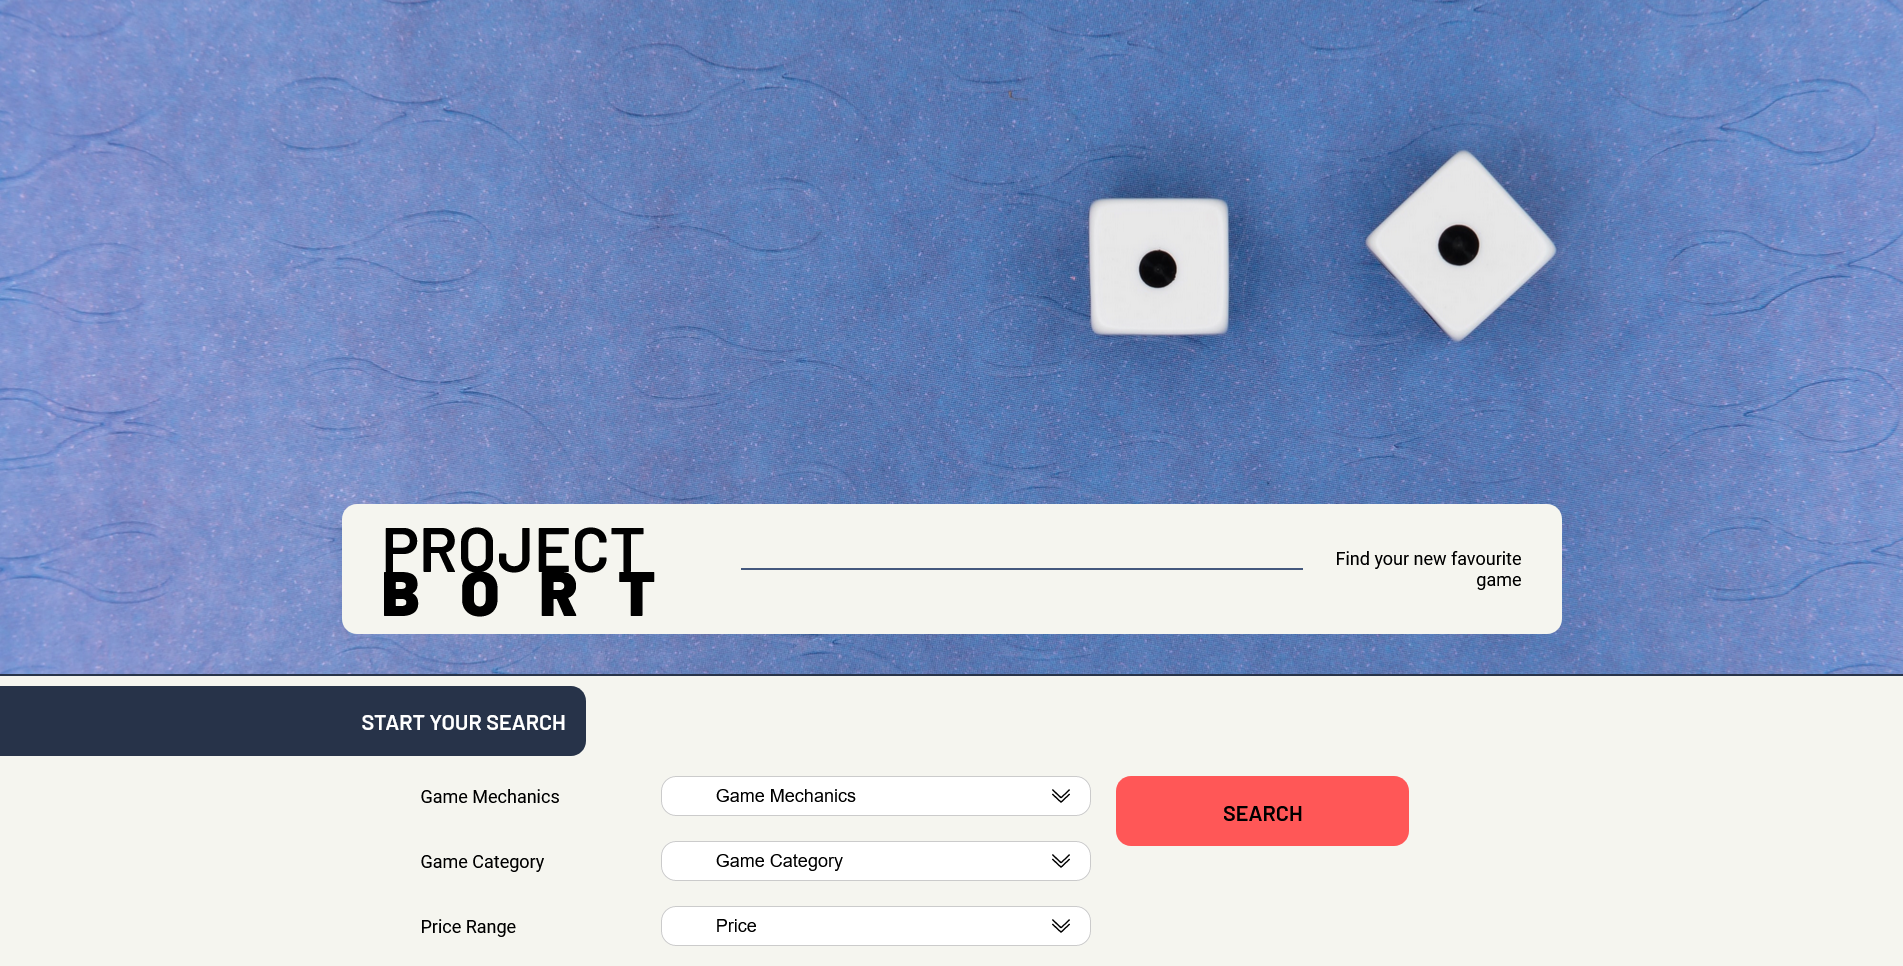 PROJECT
BORT
Find your new favourite
game
START YOUR SEARCH
Game Mechanics
Game Mechanics
SEARCH
Game Category
Game Category
Price Range
Price